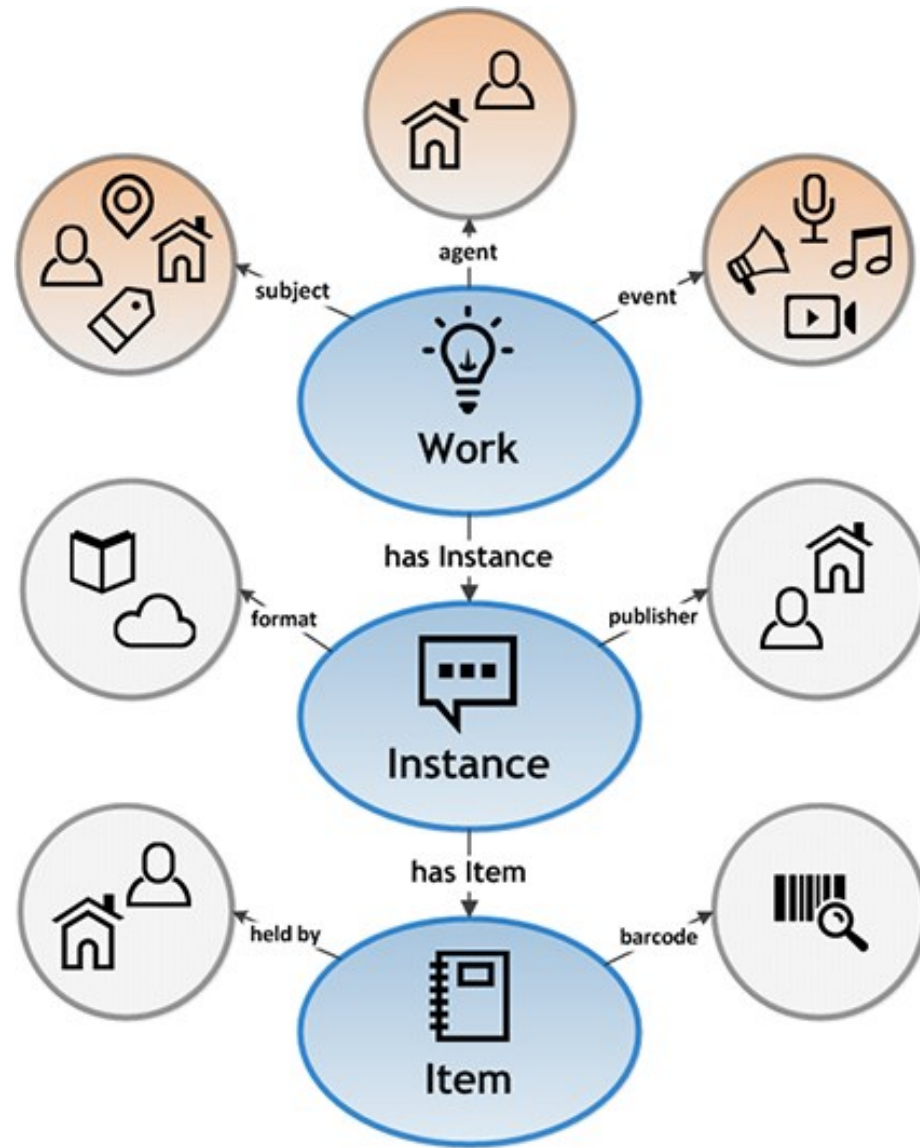 agent
subject
event
Work
has Instance
format
publisher
Instance
has Item
held by
barcode
Item